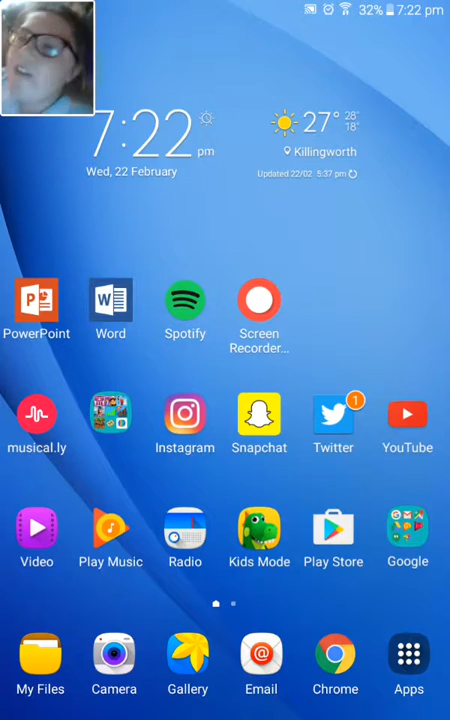 32% 7:22 pm
7:22 pm
27° 28° 18°
Killingworth
Wed, 22 February
Updated 22/02 5:37 pm
PowerPoint Word Spotify Screen Recorder...
1
musical.ly Instagram Snapchat Twitter YouTube
Video Play Music Radio Kids Mode Play Store Google
My Files Camera Gallery Email Chrome Apps